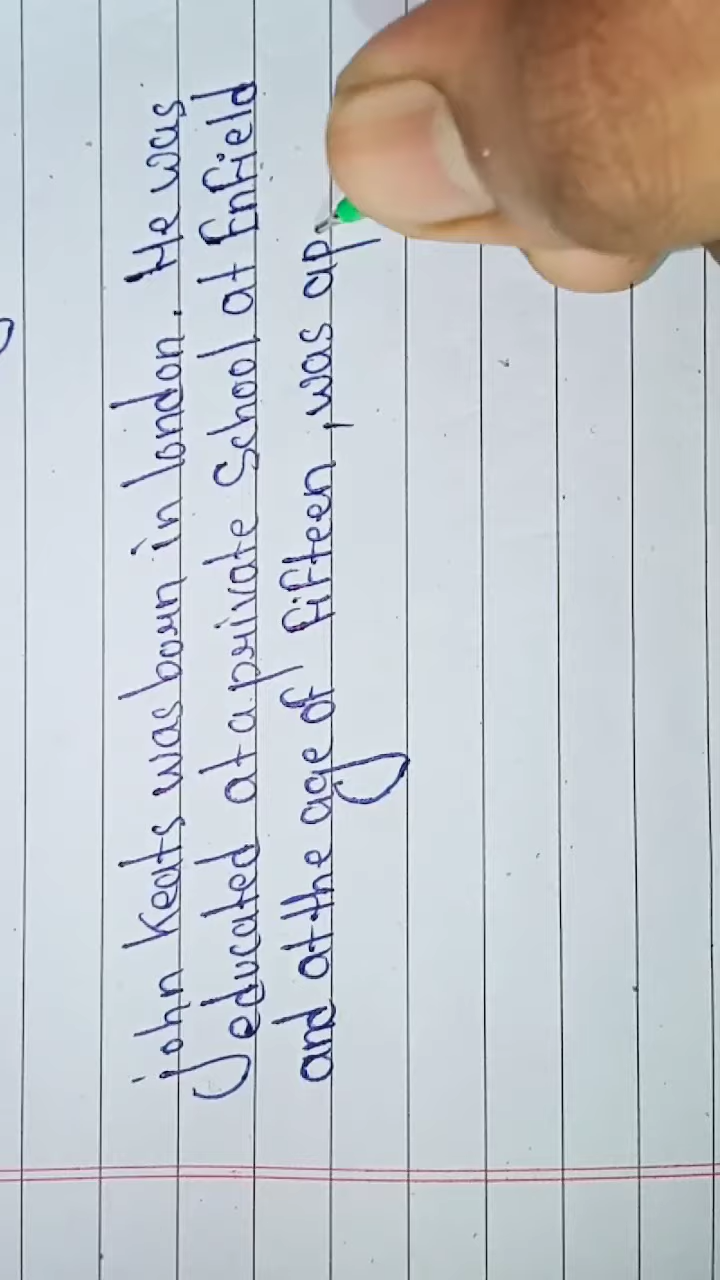 john Keats was born in london. He was
educated at a private School at Enfield
and at the age of fifteen, was ap